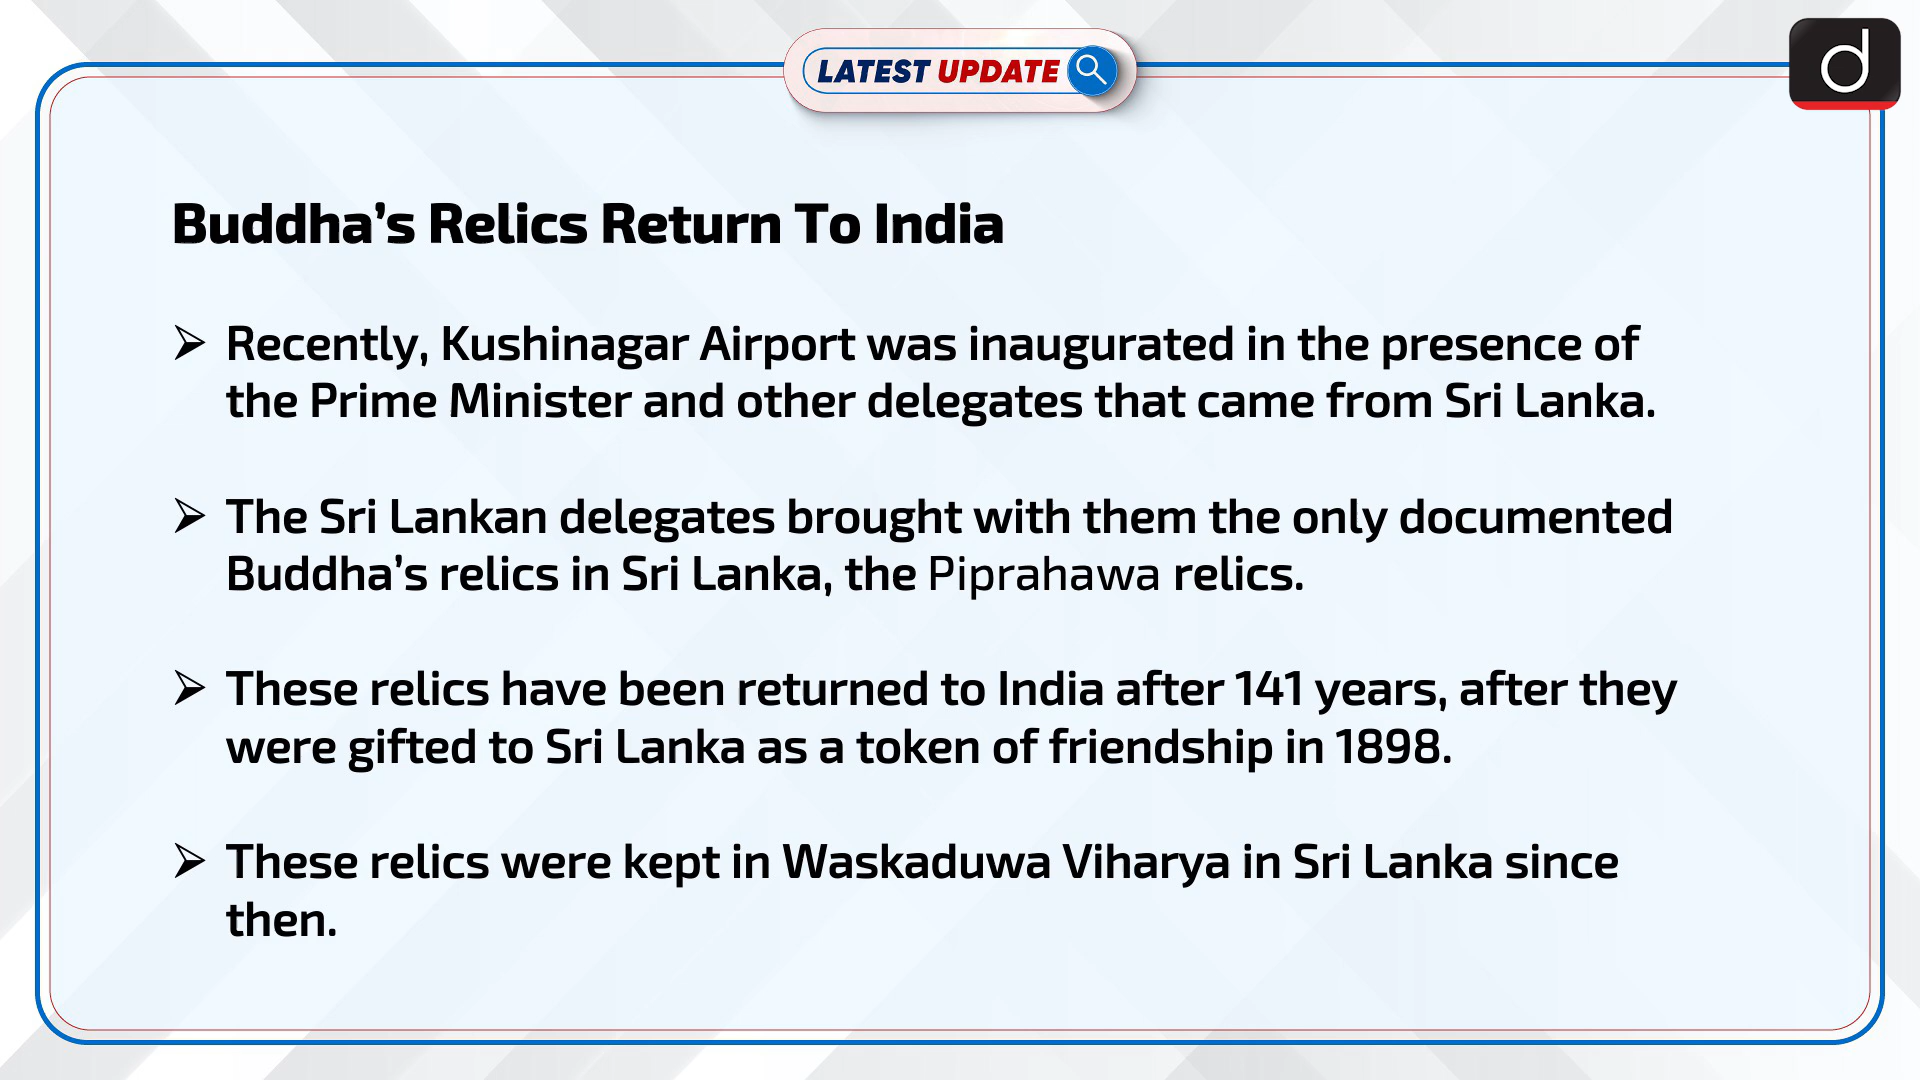 LATEST UPDATE
d
Buddha’s Relics Return To India
➢ Recently, Kushinagar Airport was inaugurated in the presence of
the Prime Minister and other delegates that came from Sri Lanka.
➢ The Sri Lankan delegates brought with them the only documented
Buddha’s relics in Sri Lanka, the Piprahawa relics.
➢ These relics have been returned to India after 141 years, after they
were gifted to Sri Lanka as a token of friendship in 1898.
➢ These relics were kept in Waskaduwa Viharya in Sri Lanka since
then.